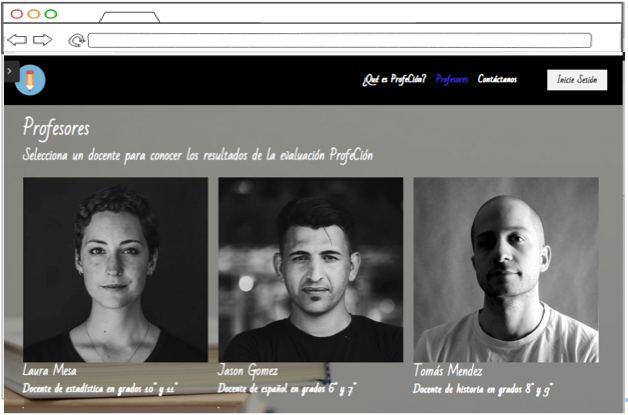 ¿Qué es ProfeCión? Profesores Contáctanos Inicie Sesión
Profesores
Selecciona un docente para conocer los resultados de la evaluación ProfeCión
Laura Mesa Jason Gomez Tomás Mendez
Docente de estadística en grados 10° y 11° Docente de español en grados 6° y 7° Docente de historia en grados 8° y 9°